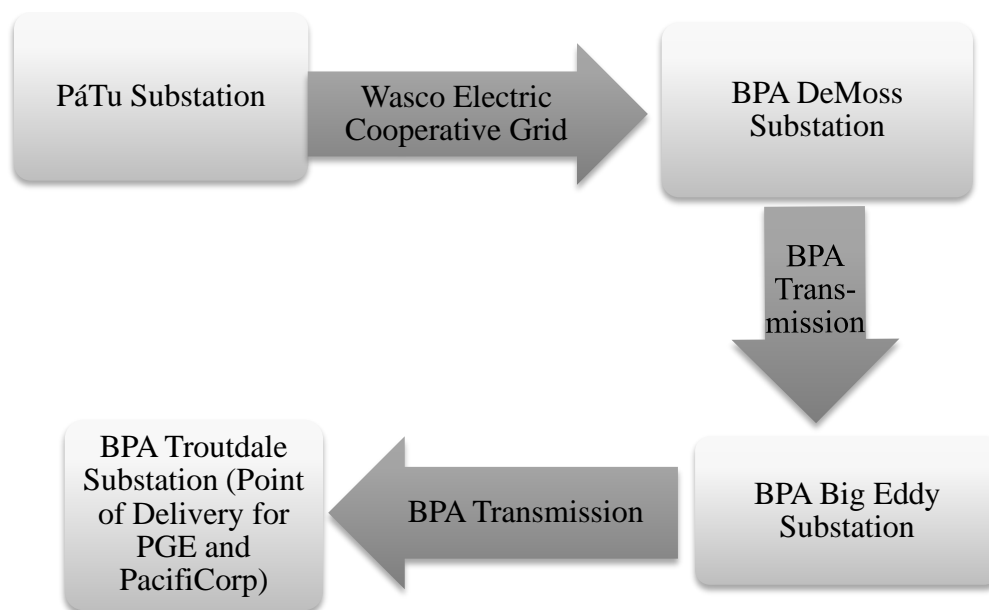 PáTu Substation
Wasco Electric
Cooperative Grid
BPA DeMoss
Substation
BPA
Trans-
mission
BPA Big Eddy
Substation
BPA Transmission
BPA Troutdale
Substation (Point
of Delivery for
PGE and
PacifiCorp)